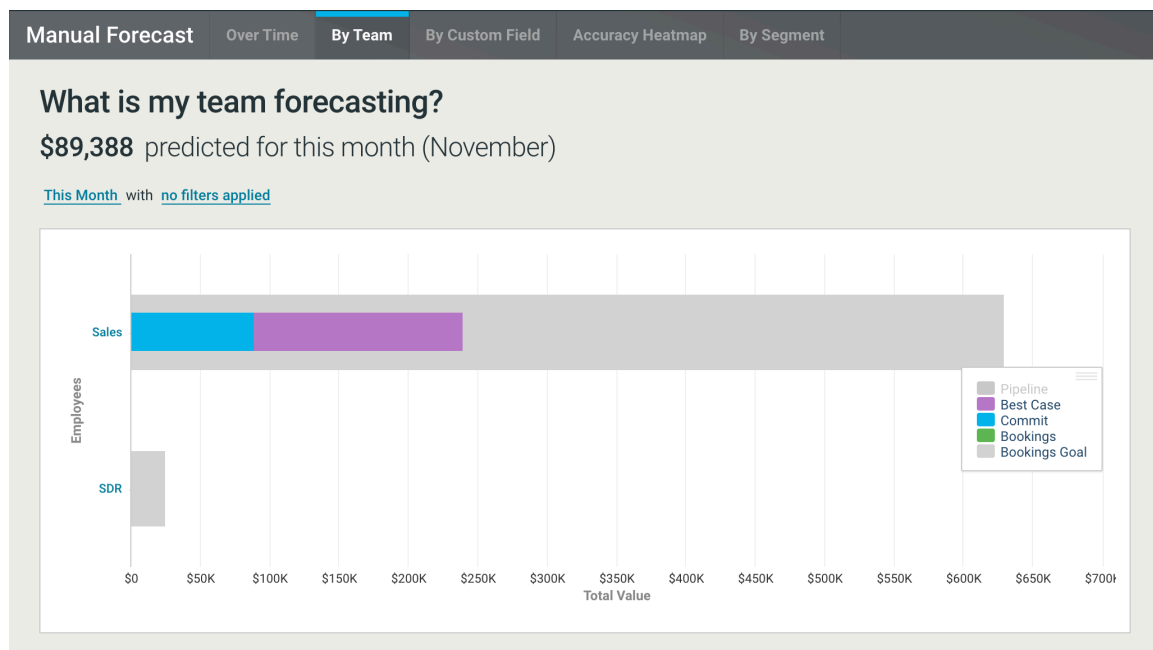 Manual Forecast Over Time By Team By Custom Field Accuracy Heatmap By Segment
What is my team forecasting?
$89,388 predicted for this month (November)
This Month with no filters applied
Employees
Sales
SDR
Pipeline
Best Case
Commit
Bookings
Bookings Goal
$0 $50K $100K $150K $200K $250K $300K $350K $400K $450K $500K $550K $600K $650K $700K
Total Value